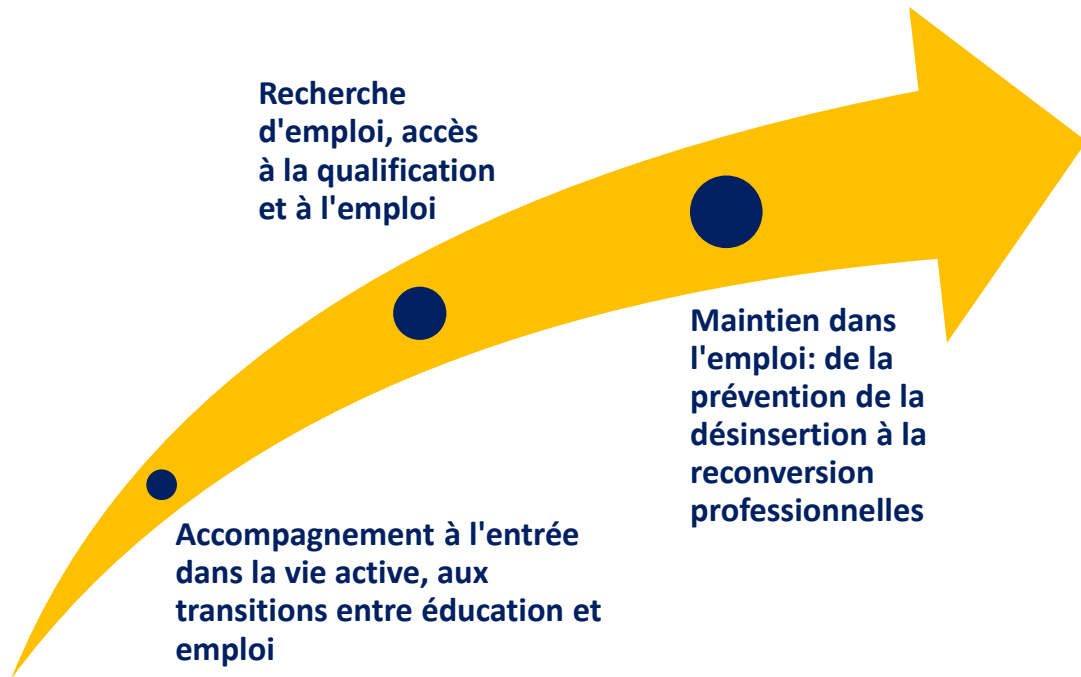 Recherche
d'emploi, accès
à la qualification
et à l'emploi
Maintien dans
l'emploi: de la
prévention de la
désinsertion à la
reconversion
professionnelles
Accompagnement à l'entrée
dans la vie active, aux
transitions entre éducation et
emploi